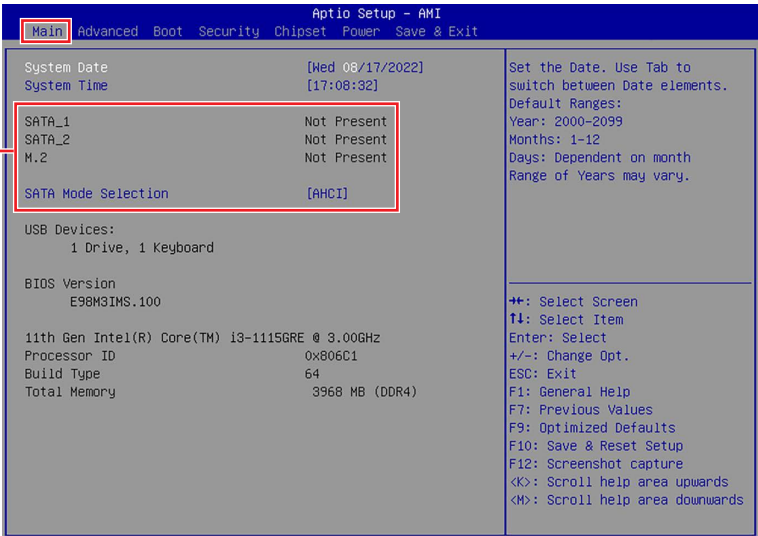 Aptio Setup – AMI
Main Advanced Boot Security Chipset Power Save & Exit
System Date [Wed 08/17/2022]
System Time [17:08:32]
SATA_1 Not Present
SATA_2 Not Present
M.2 Not Present
SATA Mode Selection [AHCI]
USB Devices:
1 Drive, 1 Keyboard
BIOS Version
E98M3IMS.100
11th Gen Intel(R) Core(TM) i3-1115GRE @ 3.00GHz
Processor ID 0x806C1
Build Type 64
Total Memory 3968 MB (DDR4)
Set the Date. Use Tab to
switch between Date elements.
Default Ranges:
Year: 2000-2099
Months: 1-12
Days: Dependent on month
Range of Years may vary.
→←: Select Screen
↑↓: Select Item
Enter: Select
+/-: Change Opt.
ESC: Exit
F1: General Help
F7: Previous Values
F9: Optimized Defaults
F10: Save & Reset Setup
F12: Screenshot capture
<K>: Scroll help area upwards
<M>: Scroll help area downwards